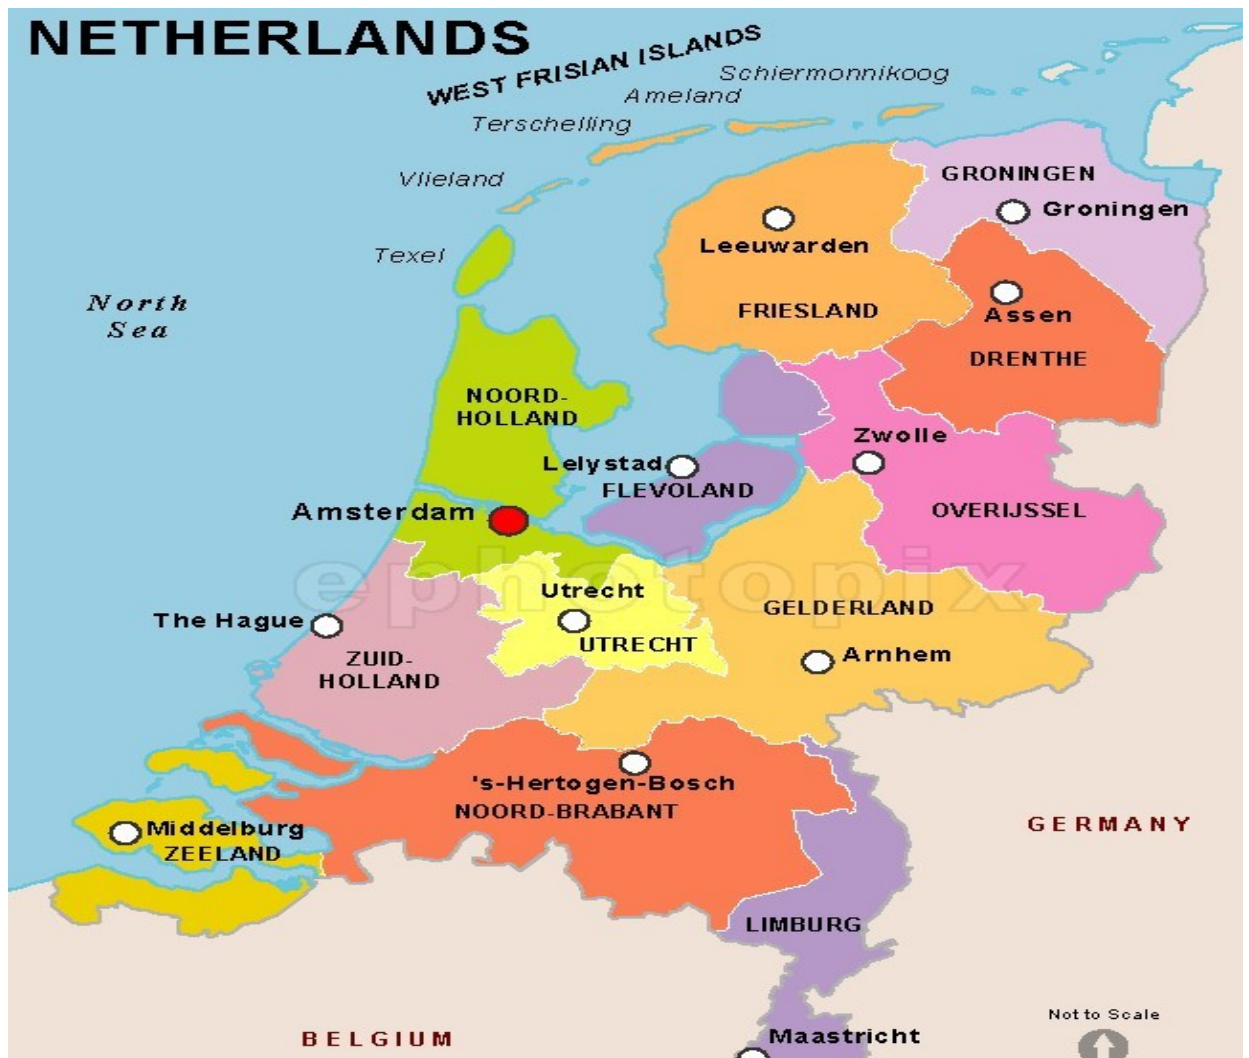 NETHERLANDS
WEST FRISIAN ISLANDS
Schiermonnikoog
Ameland
Terschelling
Vlieland
Texel
North
Sea
GRONINGEN
Groningen
Leeuwarden
FRIESLAND
Assen
DRENTHE
NOORD-
HOLLAND
Zwolle
Lelystad
FLEVOLAND
OVERIJSSEL
Amsterdam
ephotopix
Utrecht
UTRECHT
GELDERLAND
The Hague
Arnhem
ZUID-
HOLLAND
's-Hertogen-Bosch
NOORD-BRABANT
Middelburg
ZEELAND
GERMANY
LIMBURG
BELGIUM
Maastricht
Not to Scale